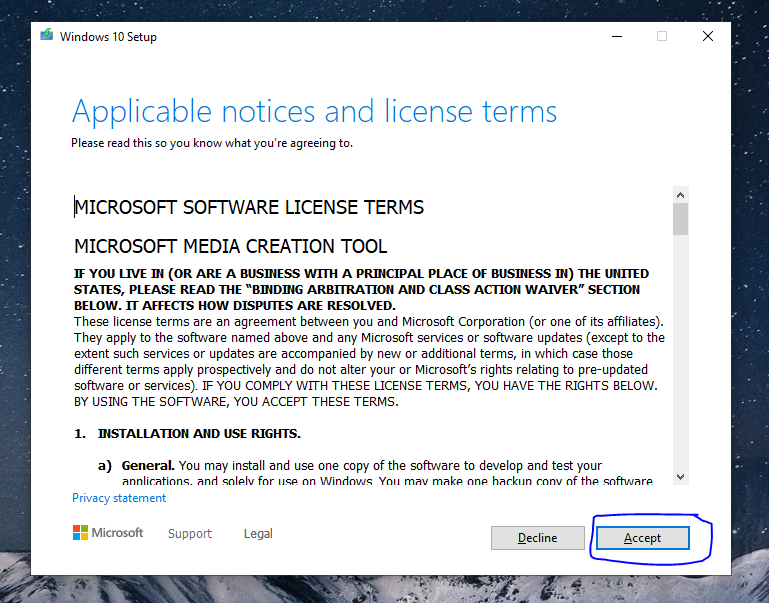 Windows 10 Setup
Applicable notices and license terms
Please read this so you know what you're agreeing to.
MICROSOFT SOFTWARE LICENSE TERMS
MICROSOFT MEDIA CREATION TOOL
IF YOU LIVE IN (OR ARE A BUSINESS WITH A PRINCIPAL PLACE OF BUSINESS IN) THE UNITED
STATES, PLEASE READ THE “BINDING ARBITRATION AND CLASS ACTION WAIVER” SECTION
BELOW. IT AFFECTS HOW DISPUTES ARE RESOLVED.
These license terms are an agreement between you and Microsoft Corporation (or one of its affiliates).
They apply to the software named above and any Microsoft services or software updates (except to the
extent such services or updates are accompanied by new or additional terms, in which case those
different terms apply prospectively and do not alter your or Microsoft’s rights relating to pre-updated
software or services). IF YOU COMPLY WITH THESE LICENSE TERMS, YOU HAVE THE RIGHTS BELOW.
BY USING THE SOFTWARE, YOU ACCEPT THESE TERMS.
1. INSTALLATION AND USE RIGHTS.
a) General. You may install and use one copy of the software to develop and test your
applications, and solely for use on Windows. You may make one backup copy of the software
Privacy statement
Microsoft Support Legal Decline Accept